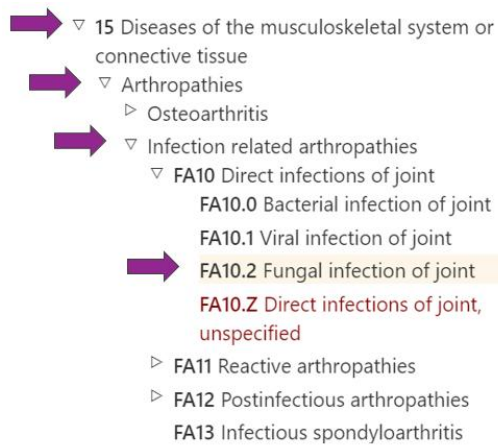 15 Diseases of the musculoskeletal system or
connective tissue
Arthropathies
Osteoarthritis
Infection related arthropathies
FA10 Direct infections of joint
FA10.0 Bacterial infection of joint
FA10.1 Viral infection of joint
FA10.2 Fungal infection of joint
FA10.Z Direct infections of joint,
unspecified
FA11 Reactive arthropathies
FA12 Postinfectious arthropathies
FA13 Infectious spondyloarthritis